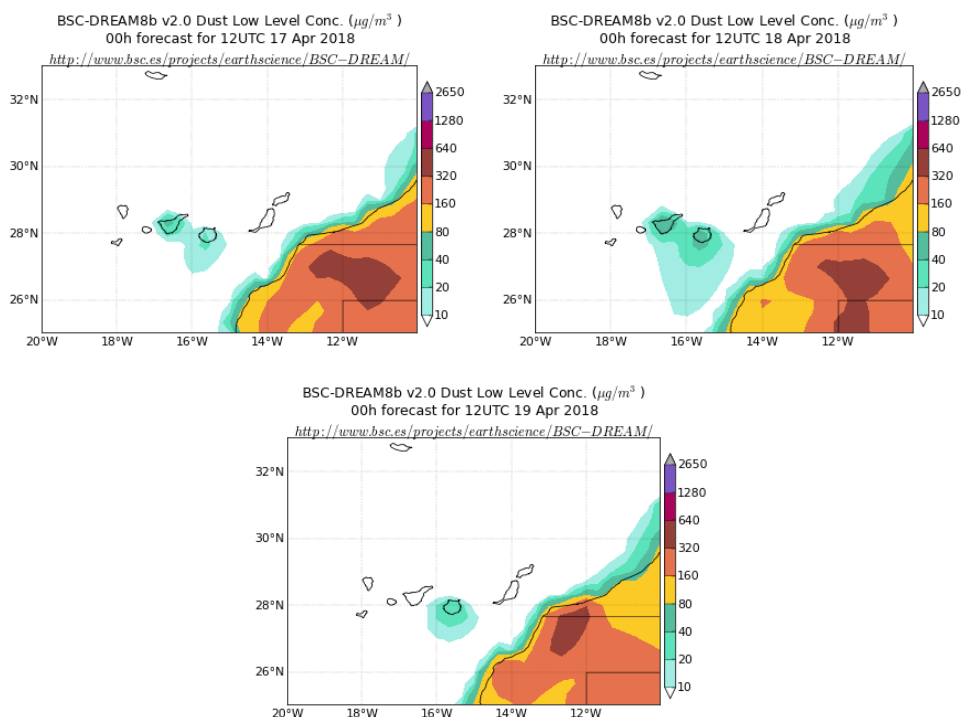 BSC-DREAM8b v2.0 Dust Low Level Conc. (μg/m³ )
00h forecast for 12UTC 17 Apr 2018
http://www.bsc.es/projects/earthscience/BSC−DREAM/
32°N
30°N
28°N
26°N
20°W
18°W
16°W
14°W
12°W
2650
1280
640
320
160
80
40
20
10
BSC-DREAM8b v2.0 Dust Low Level Conc. (μg/m³ )
00h forecast for 12UTC 18 Apr 2018
http://www.bsc.es/projects/earthscience/BSC−DREAM/
32°N
30°N
28°N
26°N
20°W
18°W
16°W
14°W
12°W
2650
1280
640
320
160
80
40
20
10
BSC-DREAM8b v2.0 Dust Low Level Conc. (μg/m³ )
00h forecast for 12UTC 19 Apr 2018
http://www.bsc.es/projects/earthscience/BSC−DREAM/
32°N
30°N
28°N
26°N
20°W
18°W
16°W
14°W
12°W
2650
1280
640
320
160
80
40
20
10